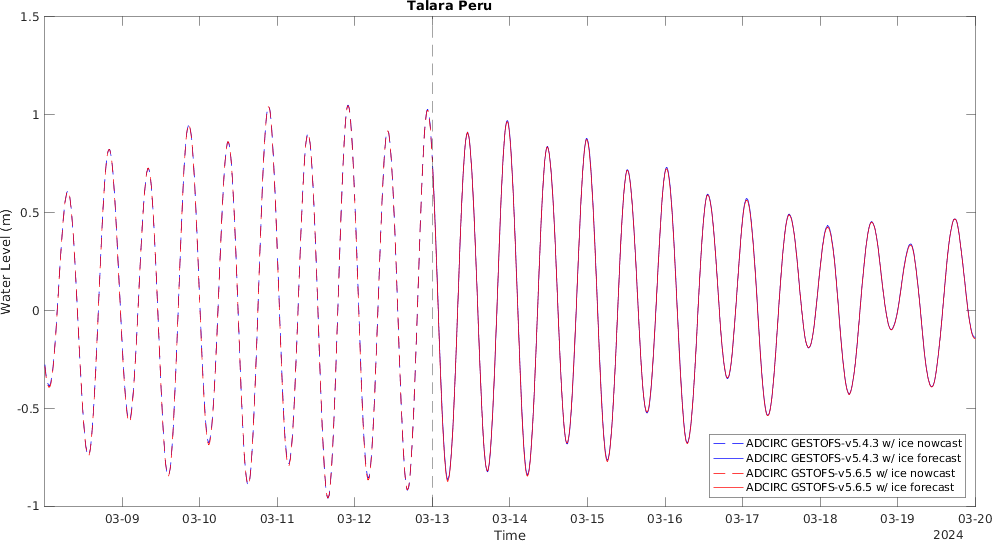 Talara Peru
1.5
1
0.5
0
-0.5
-1
Water Level (m)
ADCIRC GESTOFS-v5.4.3 w/ ice nowcast
ADCIRC GESTOFS-v5.4.3 w/ ice forecast
ADCIRC GSTOFS-v5.6.5 w/ ice nowcast
ADCIRC GSTOFS-v5.6.5 w/ ice forecast
03-09 03-10 03-11 03-12 03-13 03-14 03-15 03-16 03-17 03-18 03-19 03-20
Time
2024